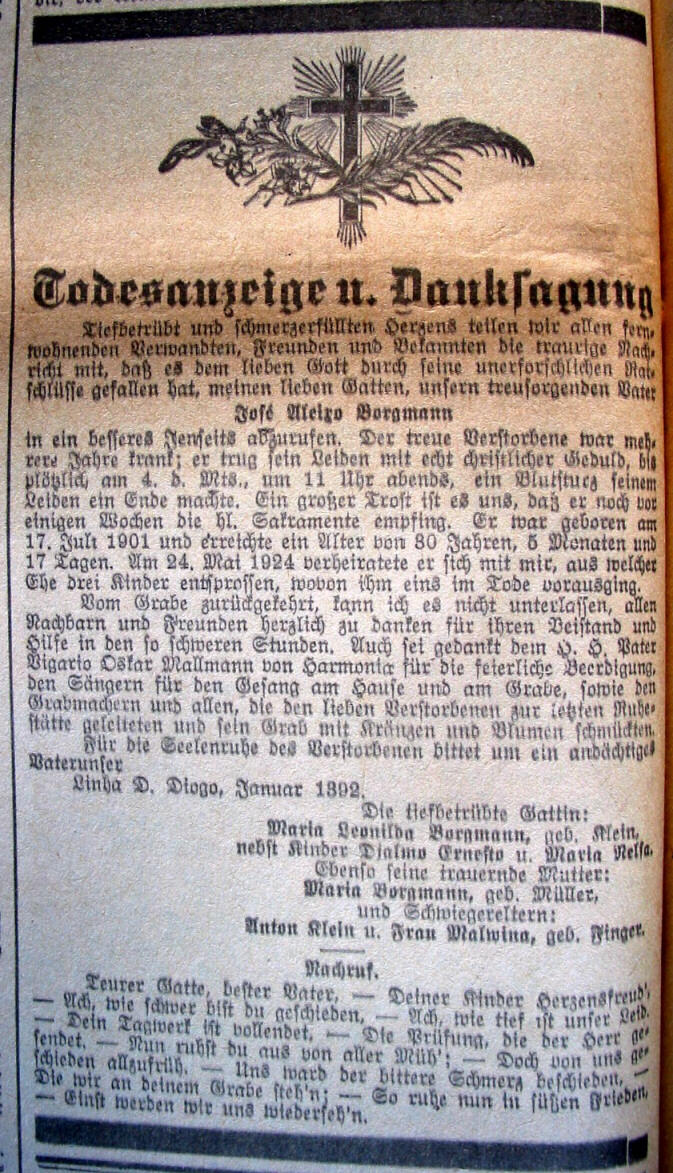 Todesanzeige u. Danksagung
Tiefbetrübt und schmerzerfüllten Herzens teilen wir allen fern-
wohnenden Verwandten, Freunden und Bekannten die traurige Nach-
richt mit, daß es dem lieben Gott durch seine unerforschlichen Rat-
schlüsse gefallen hat, meinen lieben Gatten, unsern treusorgenden Vater
José Aleixo Borgmann
in ein besseres Jenseits abzurufen. Der treue Verstorbene war meh-
rere Jahre krank; er trug sein Leiden mit echt christlicher Geduld, bis
plötzlich am 4. d. Mts., um 11 Uhr abends, ein Blutsturz seinem
Leiden ein Ende machte. Ein großer Trost ist es uns, daß er noch vor
einigen Wochen die hl. Sakramente empfing. Er war geboren am
17. Juli 1901 und erreichte ein Alter von 30 Jahren, 5 Monaten und
17 Tagen. Am 24. Mai 1924 verheiratete er sich mit mir, aus welcher
Ehe drei Kinder entsprossen, wovon ihm eins im Tode vorausging.
Vom Grabe zurückgekehrt, kann ich es nicht unterlassen, allen
Nachbarn und Freunden herzlich zu danken für ihren Beistand und
Hilfe in den so schweren Stunden. Auch sei gedankt dem H. H. Pater
Vigario Oskar Mallmann von Harmonia für die feierliche Beerdigung,
den Sängern für den Gesang am Hause und am Grabe, sowie den
Grabmachern und allen, die den lieben Verstorbenen zur letzten Ruhe-
stätte geleiteten und sein Grab mit Kränzen und Blumen schmückten.
Für die Seelenruhe des Verstorbenen bittet um ein andächtiges
Vaterunser
Linha D. Diogo, Januar 1892.
Die tiefbetrübte Gattin:
Maria Leonilda Borgmann, geb. Klein,
nebst Kinder Djalmo Ernesto u. Maria Nelsa.
Ebenso seine trauernde Mutter:
Maria Borgmann, geb. Müller,
und Schwiegereltern:
Anton Klein u. Frau Malwina, geb. Finger.
Nachruf.
Teurer Gatte, bester Vater, — Deiner Kinder Herzensfreud',
— Ach, wie schwer bist du geschieden, — Ach, wie tief ist unser Leid.
— Dein Tagwerk ist vollendet, — Die Prüfung, die der Herr ge-
sendet. — Nun ruhst du aus von aller Müh'; — Doch von uns ge-
schieden allzufrüh. — Uns ward der bittere Schmerz beschieden, —
Die wir an deinem Grabe steh'n; — So ruhe nun in süßen Frieden,
— Einst werden wir uns wiederseh'n.